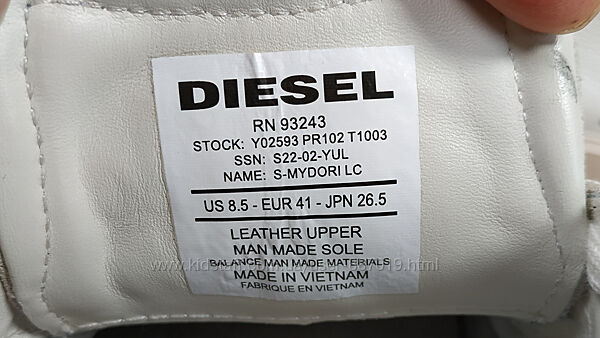 DIESEL
RN 93243
STOCK: Y02593 PR102 T1003
SSN: S22-02-YUL
NAME: S-MYDORI LC
US 8.5 - EUR 41 - JPN 26.5
LEATHER UPPER
MAN MADE SOLE
BALANCE MAN MADE MATERIALS
MADE IN VIETNAM
FABRIQUE EN VIETNAM